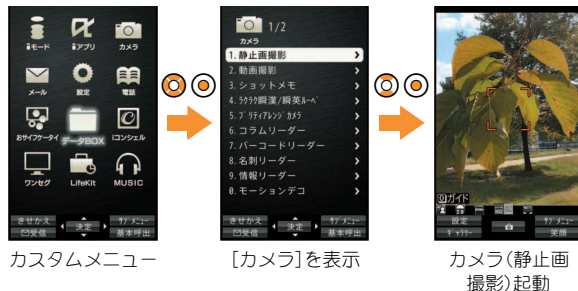 iモード
iアプリ
カメラ
メール
設定
電話
おサイフケータイ
データBOX
iコンシェル
ワンセグ
LifeKit
MUSIC
きせかえ
決定
ｻﾌﾞﾒﾆｭｰ
受信
基本呼出
カスタムメニュー
1/2
カメラ
1.静止画撮影
2.動画撮影
3.ショットメモ
4.ﾗｸﾗｸ瞬漢/瞬英ﾙｰﾍﾟ
5.ﾌﾟﾘﾃｨｱﾚﾝｼﾞｶﾒﾗ
6.コラムリーダー
7.バーコードリーダー
8.名刺リーダー
9.情報リーダー
0.モーションデコ
きせかえ
決定
ｻﾌﾞﾒﾆｭｰ
受信
基本呼出
[カメラ]を表示
0ガイド
設定
ｻﾌﾞﾒﾆｭｰ
ｷﾞｬﾗﾘｰ
笑顔
カメラ(静止画
撮影)起動